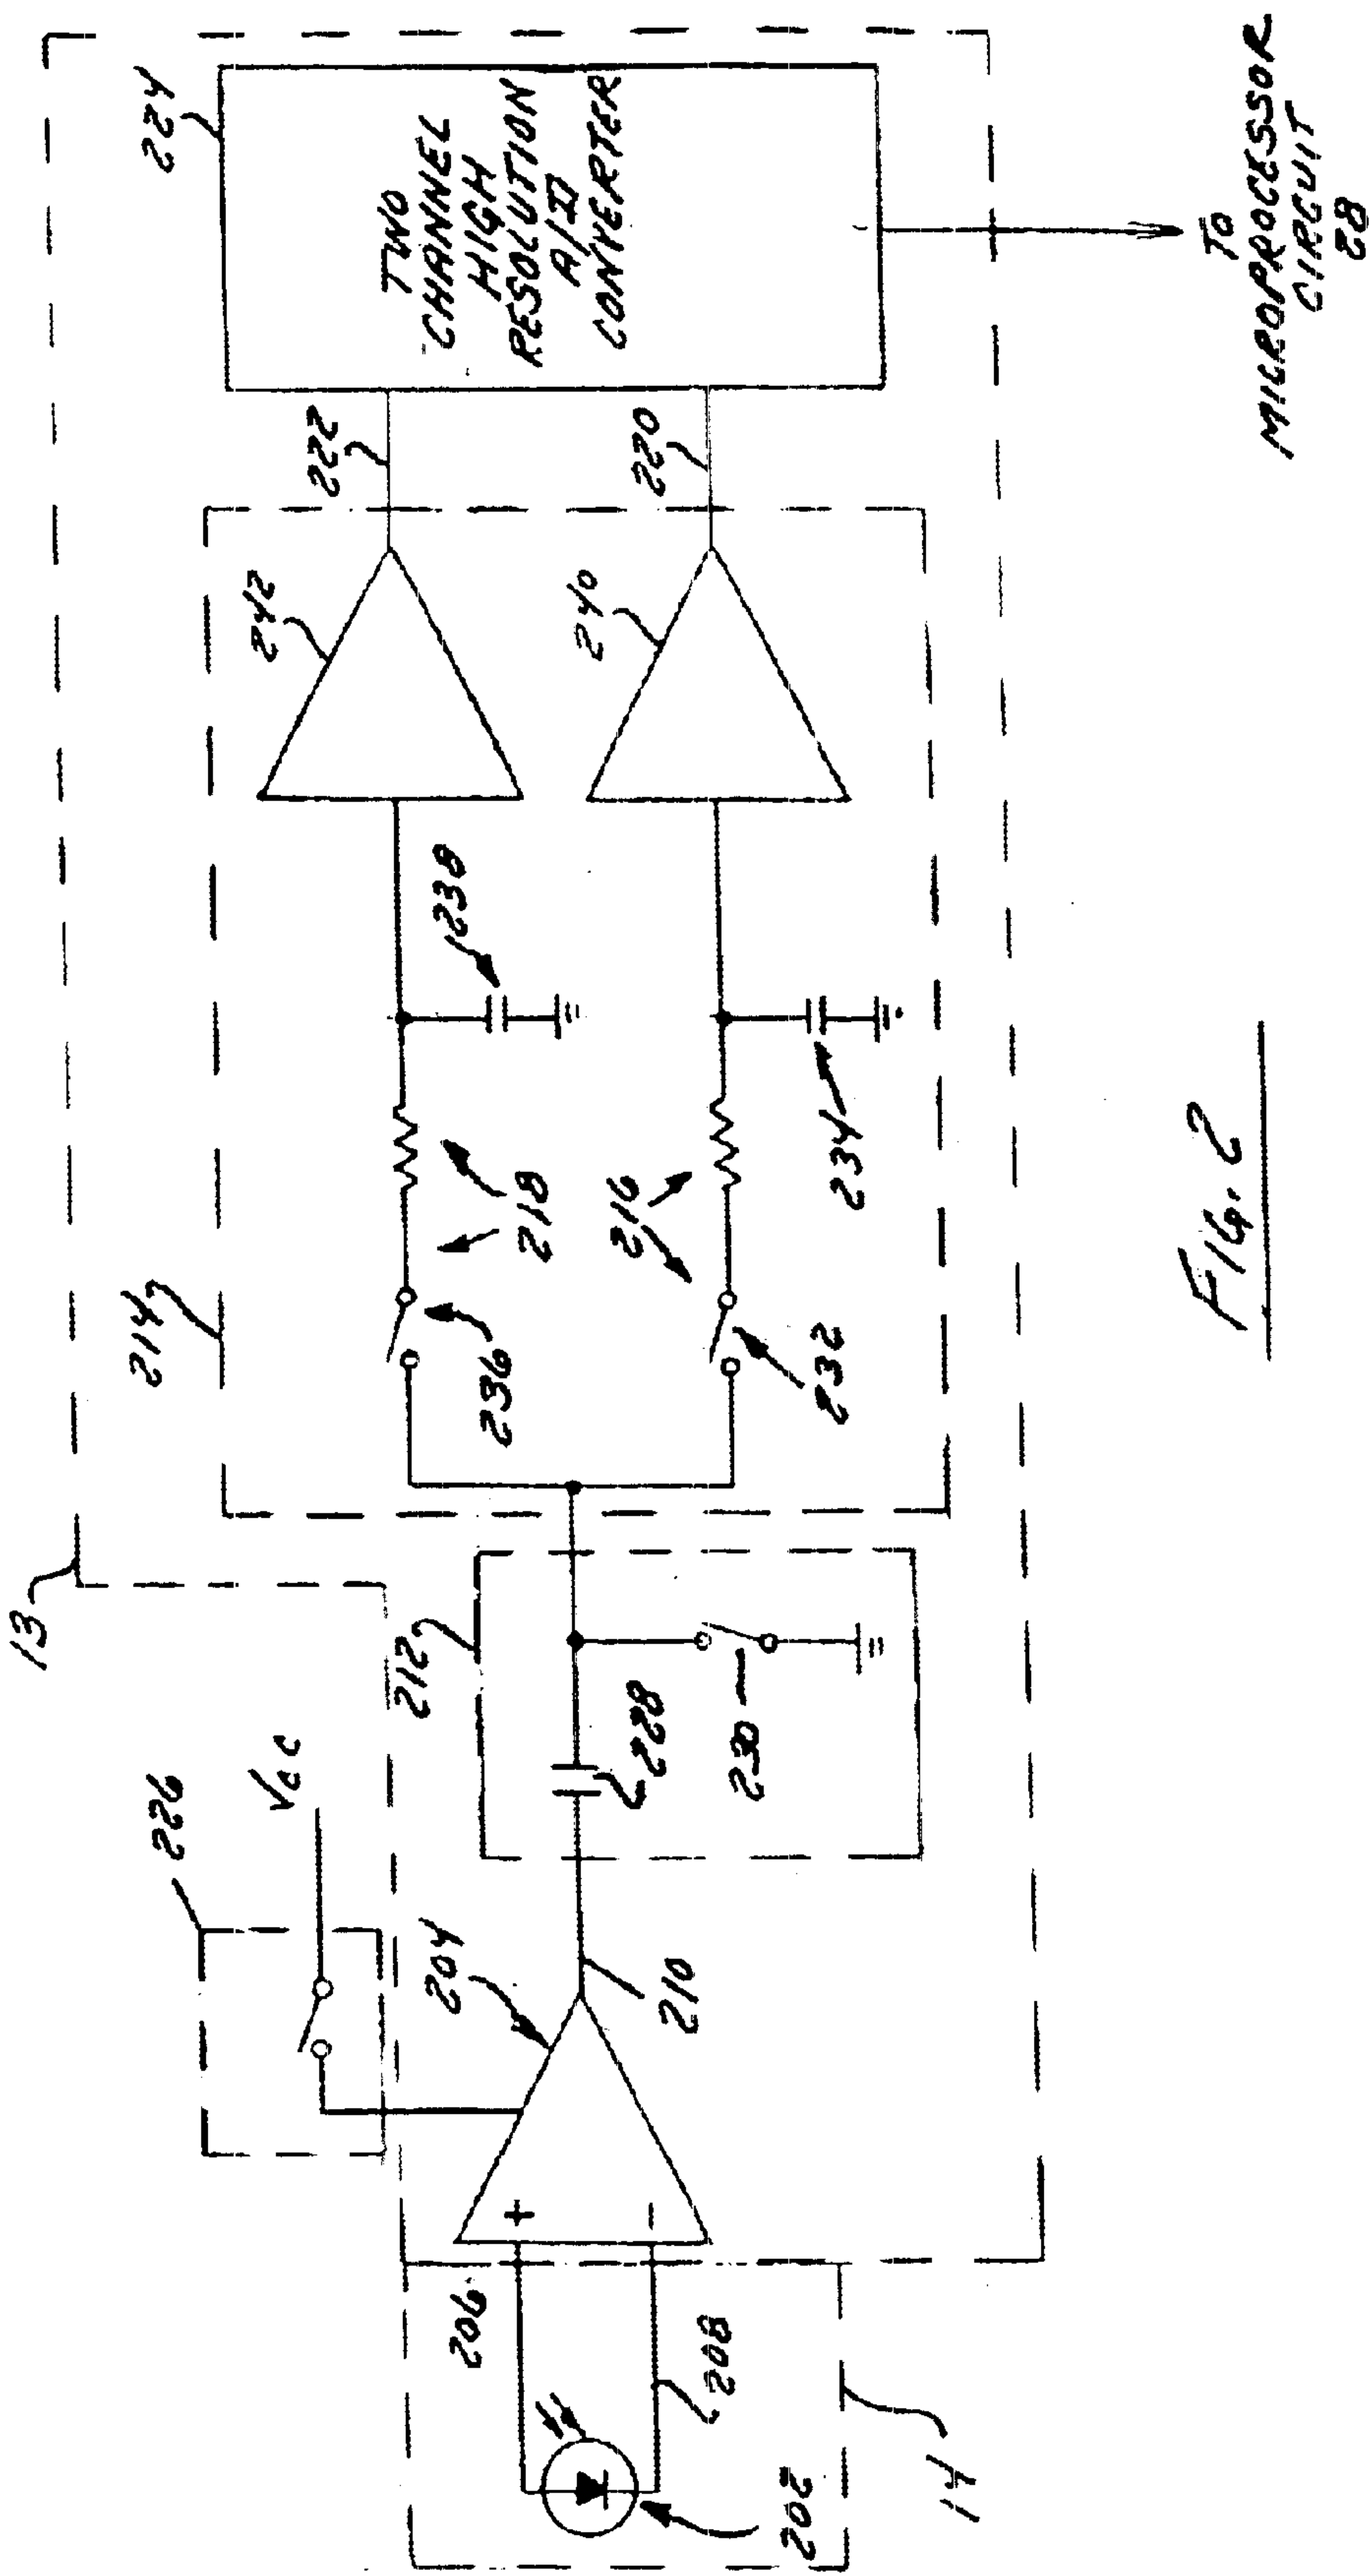 13
226
Vcc
214
224
TWO
CHANNEL
HIGH
RESOLUTION
A/D
CONVERTER
242
222
238
218
236
212
204
206
228
230
210
216
232
234
240
220
208
202
14
TO
MICROPROCESSOR
CIRCUIT
28
FIG. 2